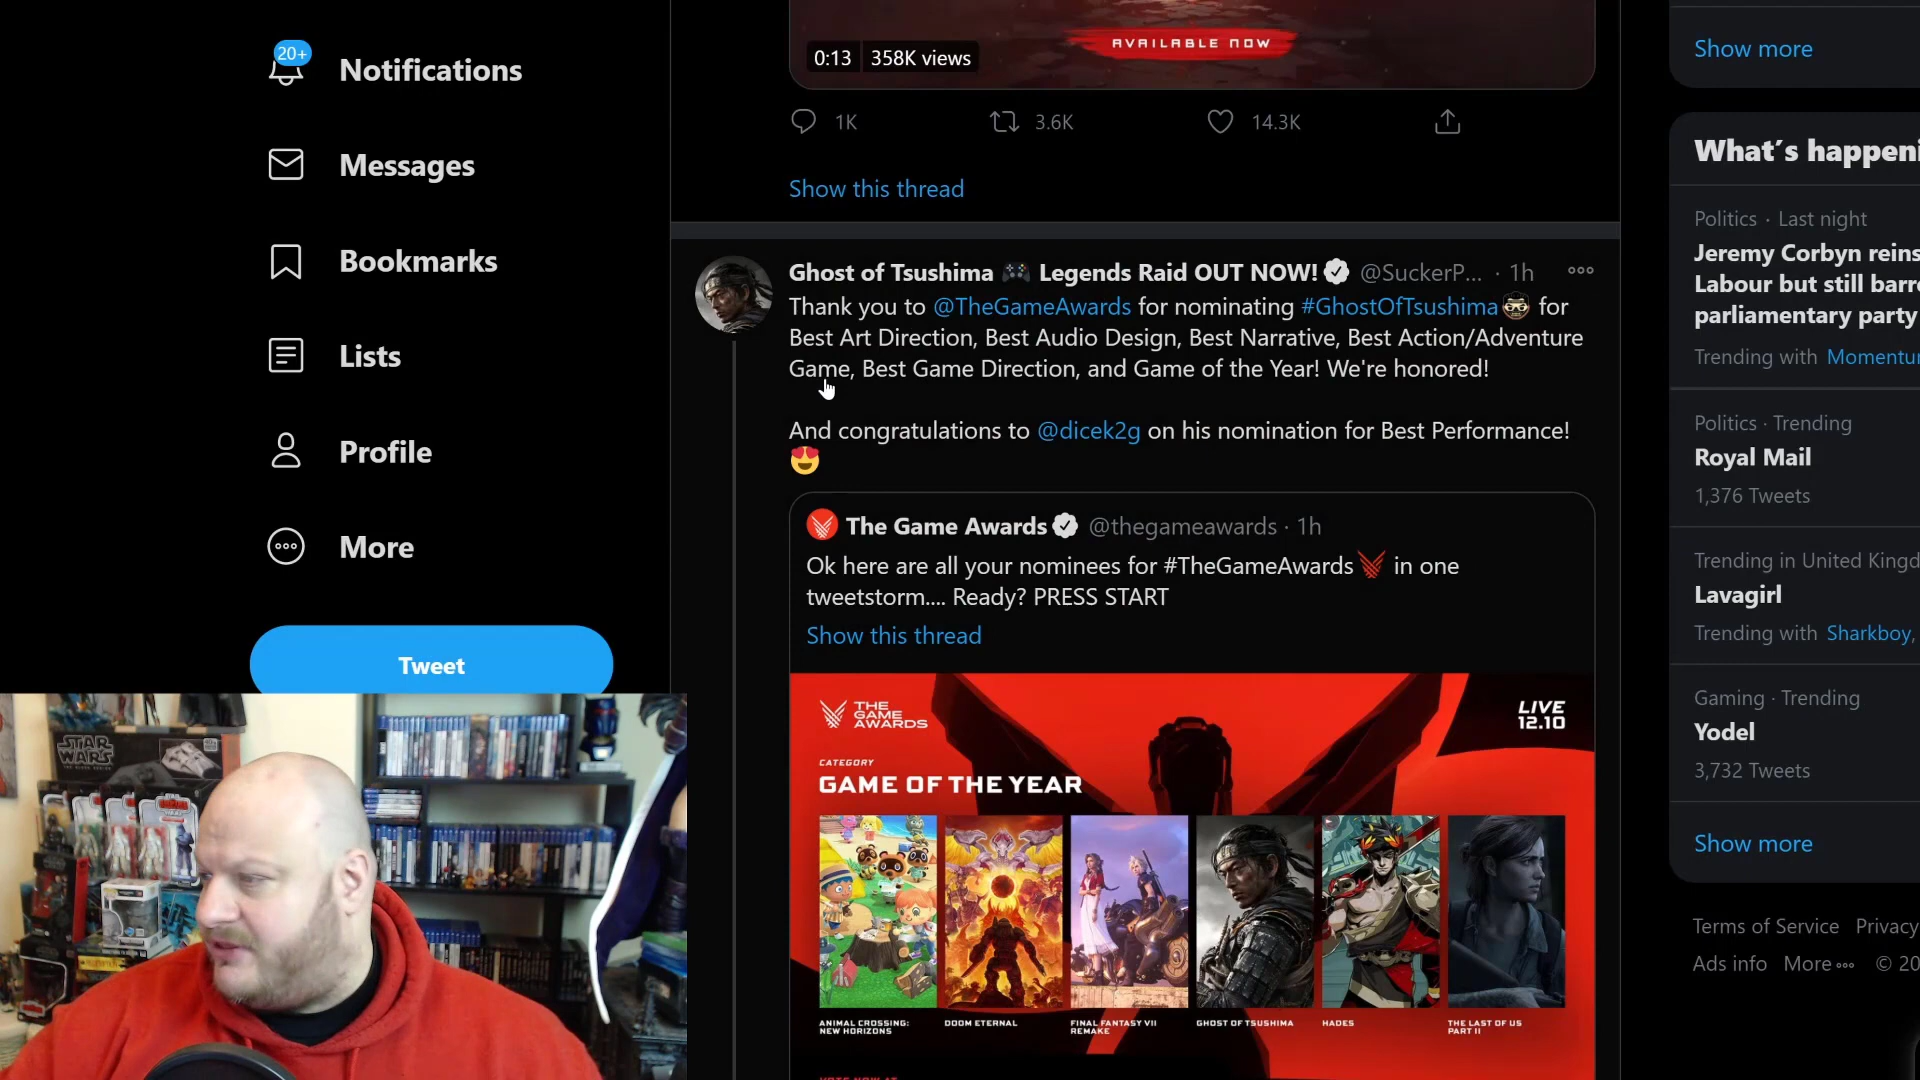 20+
Notifications
Messages
Bookmarks
Lists
Profile
More
Tweet
STAR WARS
AVAILABLE NOW
0:13 358K views
1K 3.6K 14.3K
Show this thread
Ghost of Tsushima 🎮 Legends Raid OUT NOW! @SuckerP... · 1h
Thank you to @TheGameAwards for nominating #GhostOfTsushima for
Best Art Direction, Best Audio Design, Best Narrative, Best Action/Adventure
Game, Best Game Direction, and Game of the Year! We're honored!
And congratulations to @dicek2g on his nomination for Best Performance!
😍
The Game Awards @thegameawards · 1h
Ok here are all your nominees for #TheGameAwards in one
tweetstorm.... Ready? PRESS START
Show this thread
THE
GAME
AWARDS
LIVE
12.10
CATEGORY
GAME OF THE YEAR
ANIMAL CROSSING:
NEW HORIZONS
DOOM ETERNAL
FINAL FANTASY VII
REMAKE
GHOST OF TSUSHIMA
HADES
THE LAST OF US
PART II
Show more
What's happeni
Politics · Last night
Jeremy Corbyn reins
Labour but still barre
parliamentary party
Trending with Momentu
Politics · Trending
Royal Mail
1,376 Tweets
Trending in United Kingd
Lavagirl
Trending with Sharkboy,
Gaming · Trending
Yodel
3,732 Tweets
Show more
Terms of Service Privacy
Ads info More ··· © 20